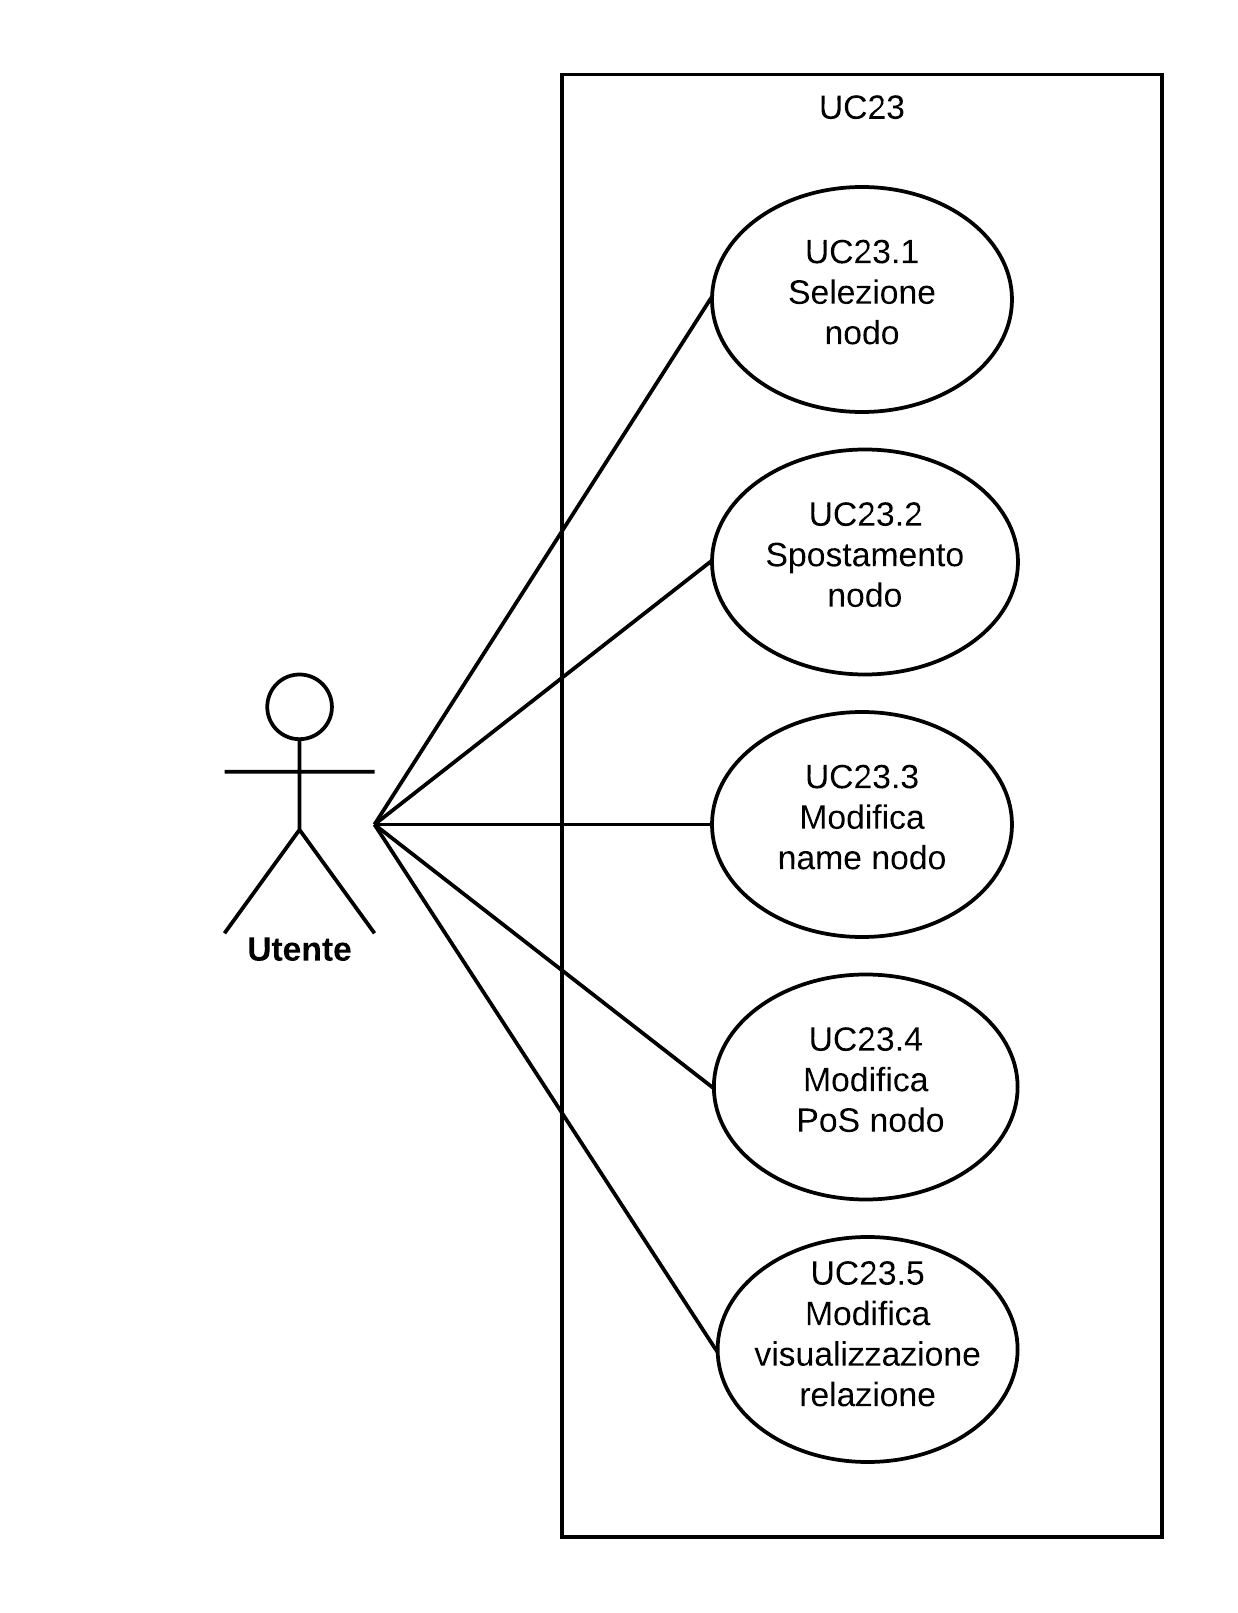 UC23
UC23.1
Selezione
nodo
UC23.2
Spostamento
nodo
UC23.3
Modifica
name nodo
Utente
UC23.4
Modifica
PoS nodo
UC23.5
Modifica
visualizzazione
relazione